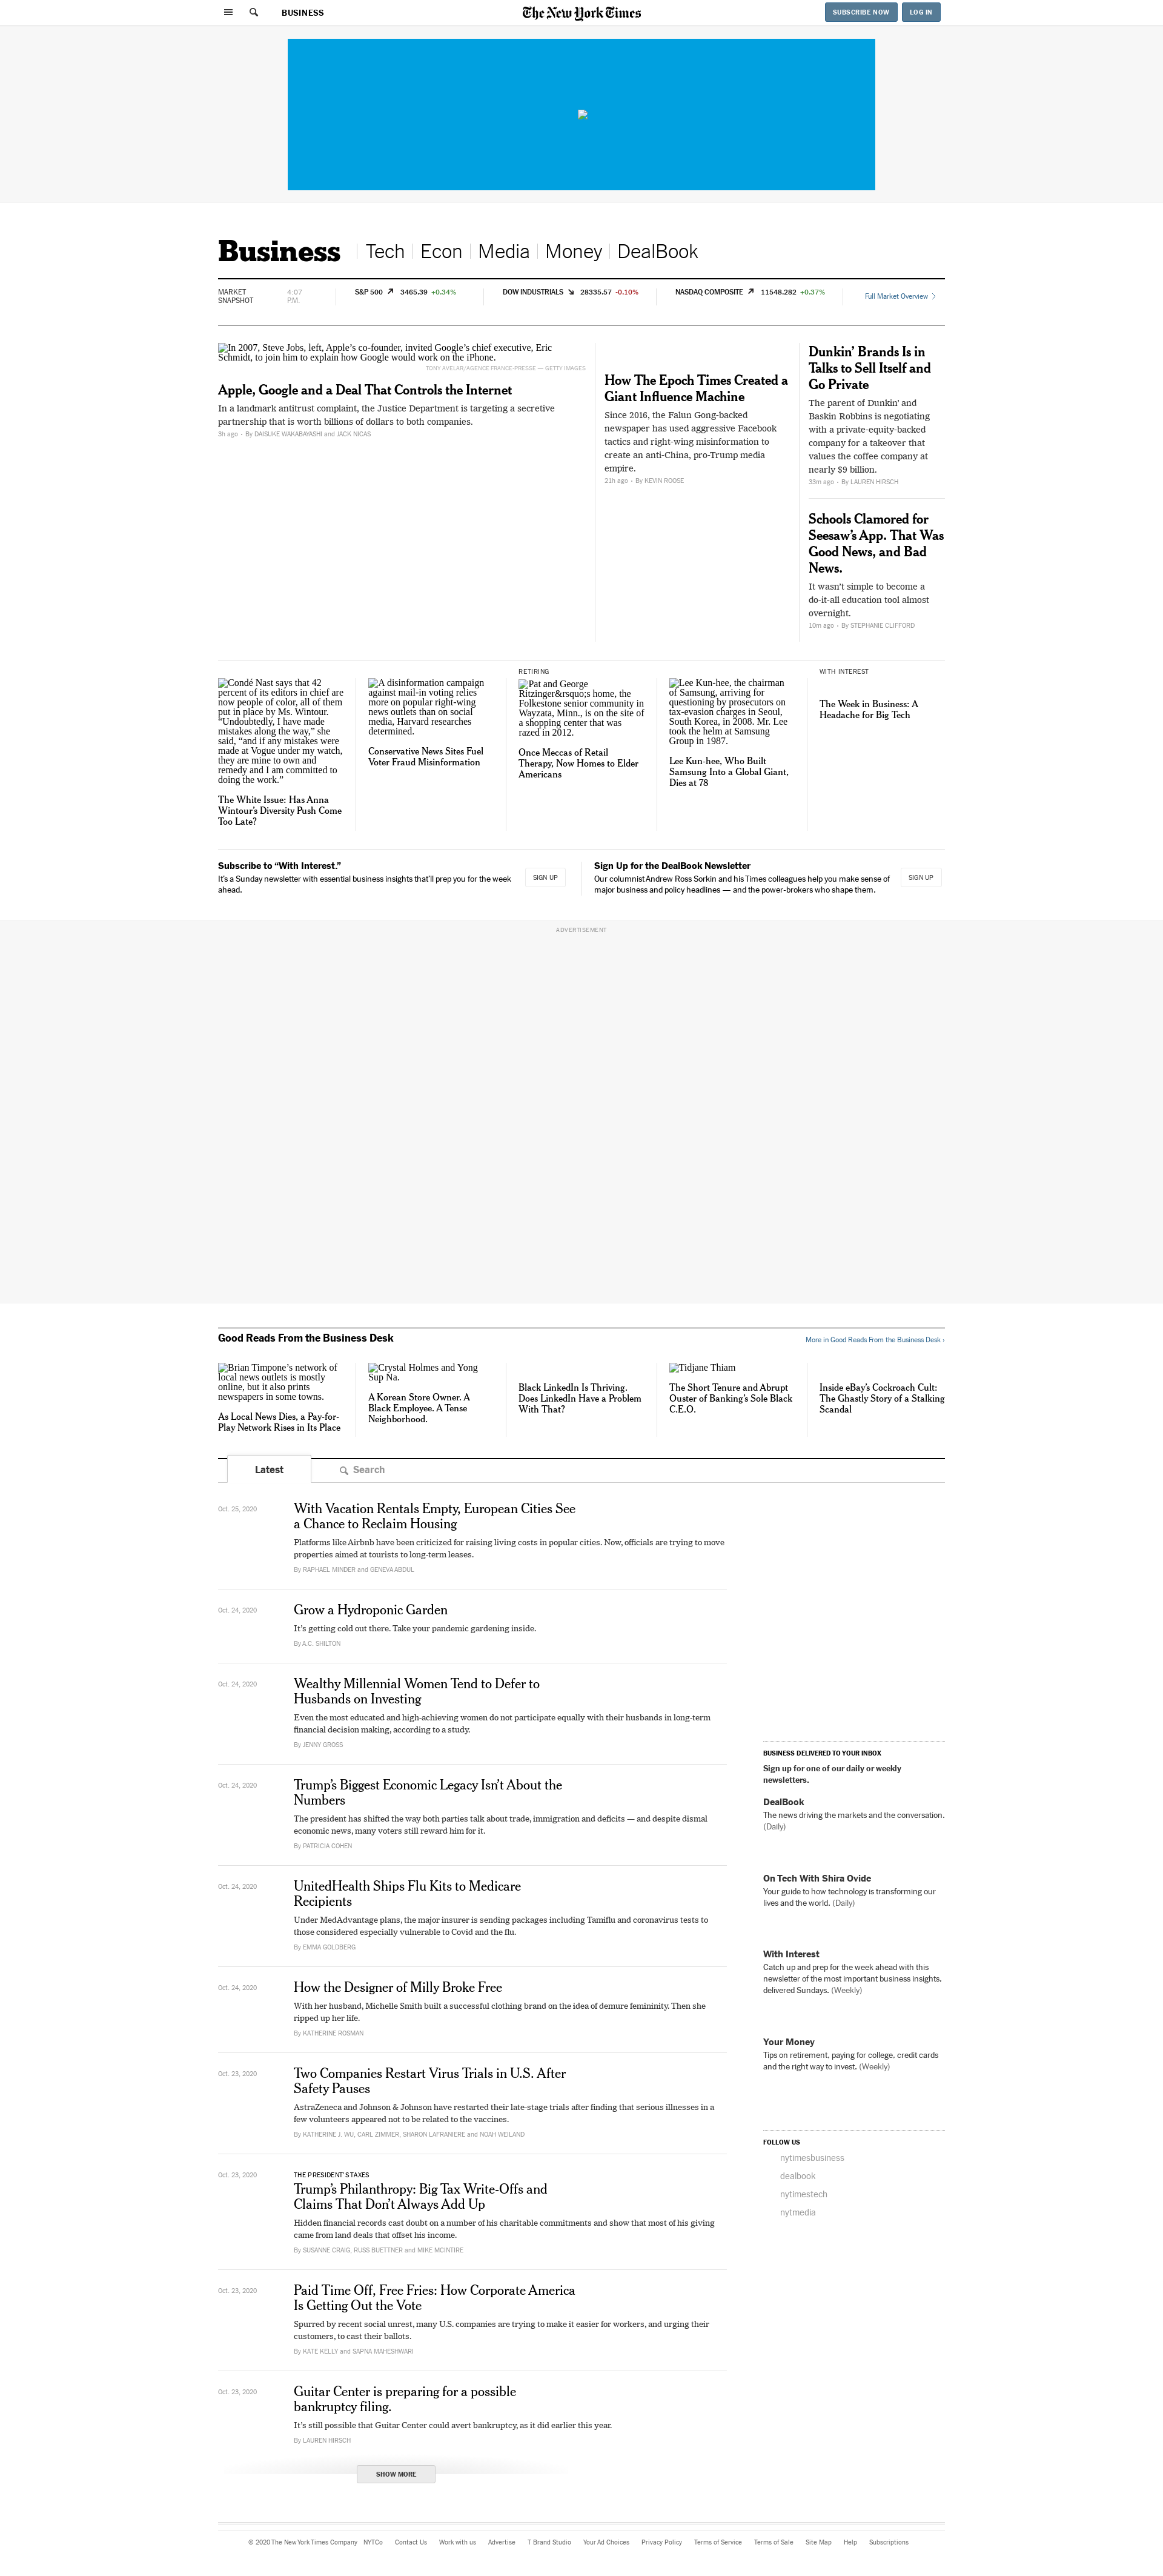 BUSINESS
The New York Times
SUBSCRIBE NOW
LOG IN
Business
Tech
Econ
Media
Money
DealBook
MARKET
SNAPSHOT
4:07
P.M.
S&P 500 3465.39 +0.34%
DOW INDUSTRIALS 28335.57 -0.10%
NASDAQ COMPOSITE 11548.282 +0.37%
Full Market Overview
In 2007, Steve Jobs, left, Apple’s co-founder, invited Google’s chief executive, Eric
Schmidt, to join him to explain how Google would work on the iPhone.
TONY AVELAR/AGENCE FRANCE-PRESSE — GETTY IMAGES
Apple, Google and a Deal That Controls the Internet
In a landmark antitrust complaint, the Justice Department is targeting a secretive
partnership that is worth billions of dollars to both companies.
3h ago • By DAISUKE WAKABAYASHI and JACK NICAS
How The Epoch Times Created a
Giant Influence Machine
Since 2016, the Falun Gong-backed
newspaper has used aggressive Facebook
tactics and right-wing misinformation to
create an anti-China, pro-Trump media
empire.
21h ago • By KEVIN ROOSE
Dunkin’ Brands Is in
Talks to Sell Itself and
Go Private
The parent of Dunkin’ and
Baskin Robbins is negotiating
with a private-equity-backed
company for a takeover that
values the coffee company at
nearly $9 billion.
33m ago • By LAUREN HIRSCH
Schools Clamored for
Seesaw’s App. That Was
Good News, and Bad
News.
It wasn’t simple to become a
do-it-all education tool almost
overnight.
10m ago • By STEPHANIE CLIFFORD
Condé Nast says that 42
percent of its editors in chief are
now people of color, all of them
put in place by Ms. Wintour.
“Undoubtedly, I have made
mistakes along the way,” she
said, “and if any mistakes were
made at Vogue under my watch,
they are mine to own and
remedy and I am committed to
doing the work.”
The White Issue: Has Anna
Wintour’s Diversity Push Come
Too Late?
A disinformation campaign
against mail-in voting relies
more on popular right-wing
news outlets than on social
media, Harvard researches
determined.
Conservative News Sites Fuel
Voter Fraud Misinformation
RETIRING
Pat and George
Ritzinger&rsquo;s home, the
Folkestone senior community in
Wayzata, Minn., is on the site of
a shopping center that was
razed in 2012.
Once Meccas of Retail
Therapy, Now Homes to Elder
Americans
Lee Kun-hee, the chairman
of Samsung, arriving for
questioning by prosecutors on
tax-evasion charges in Seoul,
South Korea, in 2008. Mr. Lee
took the helm at Samsung
Group in 1987.
Lee Kun-hee, Who Built
Samsung Into a Global Giant,
Dies at 78
WITH INTEREST
The Week in Business: A
Headache for Big Tech
Subscribe to “With Interest.”
It’s a Sunday newsletter with essential business insights that’ll prep you for the week
ahead.
SIGN UP
Sign Up for the DealBook Newsletter
Our columnist Andrew Ross Sorkin and his Times colleagues help you make sense of
major business and policy headlines — and the power-brokers who shape them.
SIGN UP
ADVERTISEMENT
Good Reads From the Business Desk
More in Good Reads From the Business Desk ›
Brian Timpone’s network of
local news outlets is mostly
online, but it also prints
newspapers in some towns.
As Local News Dies, a Pay-for-
Play Network Rises in Its Place
Crystal Holmes and Yong
Sup Na.
A Korean Store Owner. A
Black Employee. A Tense
Neighborhood.
Black LinkedIn Is Thriving.
Does LinkedIn Have a Problem
With That?
Tidjane Thiam
The Short Tenure and Abrupt
Ouster of Banking’s Sole Black
C.E.O.
Inside eBay’s Cockroach Cult:
The Ghastly Story of a Stalking
Scandal
Latest
Search
Oct. 25, 2020
With Vacation Rentals Empty, European Cities See
a Chance to Reclaim Housing
Platforms like Airbnb have been criticized for raising living costs in popular cities. Now, officials are trying to move
properties aimed at tourists to long-term leases.
By RAPHAEL MINDER and GENEVA ABDUL
Oct. 24, 2020
Grow a Hydroponic Garden
It’s getting cold out there. Take your pandemic gardening inside.
By A.C. SHILTON
Oct. 24, 2020
Wealthy Millennial Women Tend to Defer to
Husbands on Investing
Even the most educated and high-achieving women do not participate equally with their husbands in long-term
financial decision making, according to a study.
By JENNY GROSS
Oct. 24, 2020
Trump’s Biggest Economic Legacy Isn’t About the
Numbers
The president has shifted the way both parties talk about trade, immigration and deficits — and despite dismal
economic news, many voters still reward him for it.
By PATRICIA COHEN
Oct. 24, 2020
UnitedHealth Ships Flu Kits to Medicare
Recipients
Under MedAdvantage plans, the major insurer is sending packages including Tamiflu and coronavirus tests to
those considered especially vulnerable to Covid and the flu.
By EMMA GOLDBERG
Oct. 24, 2020
How the Designer of Milly Broke Free
With her husband, Michelle Smith built a successful clothing brand on the idea of demure femininity. Then she
ripped up her life.
By KATHERINE ROSMAN
Oct. 23, 2020
Two Companies Restart Virus Trials in U.S. After
Safety Pauses
AstraZeneca and Johnson & Johnson have restarted their late-stage trials after finding that serious illnesses in a
few volunteers appeared not to be related to the vaccines.
By KATHERINE J. WU, CARL ZIMMER, SHARON LAFRANIERE and NOAH WEILAND
Oct. 23, 2020
THE PRESIDENT’S TAXES
Trump’s Philanthropy: Big Tax Write-Offs and
Claims That Don’t Always Add Up
Hidden financial records cast doubt on a number of his charitable commitments and show that most of his giving
came from land deals that offset his income.
By SUSANNE CRAIG, RUSS BUETTNER and MIKE MCINTIRE
Oct. 23, 2020
Paid Time Off, Free Fries: How Corporate America
Is Getting Out the Vote
Spurred by recent social unrest, many U.S. companies are trying to make it easier for workers, and urging their
customers, to cast their ballots.
By KATE KELLY and SAPNA MAHESHWARI
Oct. 23, 2020
Guitar Center is preparing for a possible
bankruptcy filing.
It’s still possible that Guitar Center could avert bankruptcy, as it did earlier this year.
By LAUREN HIRSCH
SHOW MORE
BUSINESS DELIVERED TO YOUR INBOX
Sign up for one of our daily or weekly
newsletters.
DealBook
The news driving the markets and the conversation.
(Daily)
On Tech With Shira Ovide
Your guide to how technology is transforming our
lives and the world. (Daily)
With Interest
Catch up and prep for the week ahead with this
newsletter of the most important business insights,
delivered Sundays. (Weekly)
Your Money
Tips on retirement, paying for college, credit cards
and the right way to invest. (Weekly)
FOLLOW US
nytimesbusiness
dealbook
nytimestech
nytmedia
© 2020 The New York Times Company
NYTCo
Contact Us
Work with us
Advertise
T Brand Studio
Your Ad Choices
Privacy Policy
Terms of Service
Terms of Sale
Site Map
Help
Subscriptions